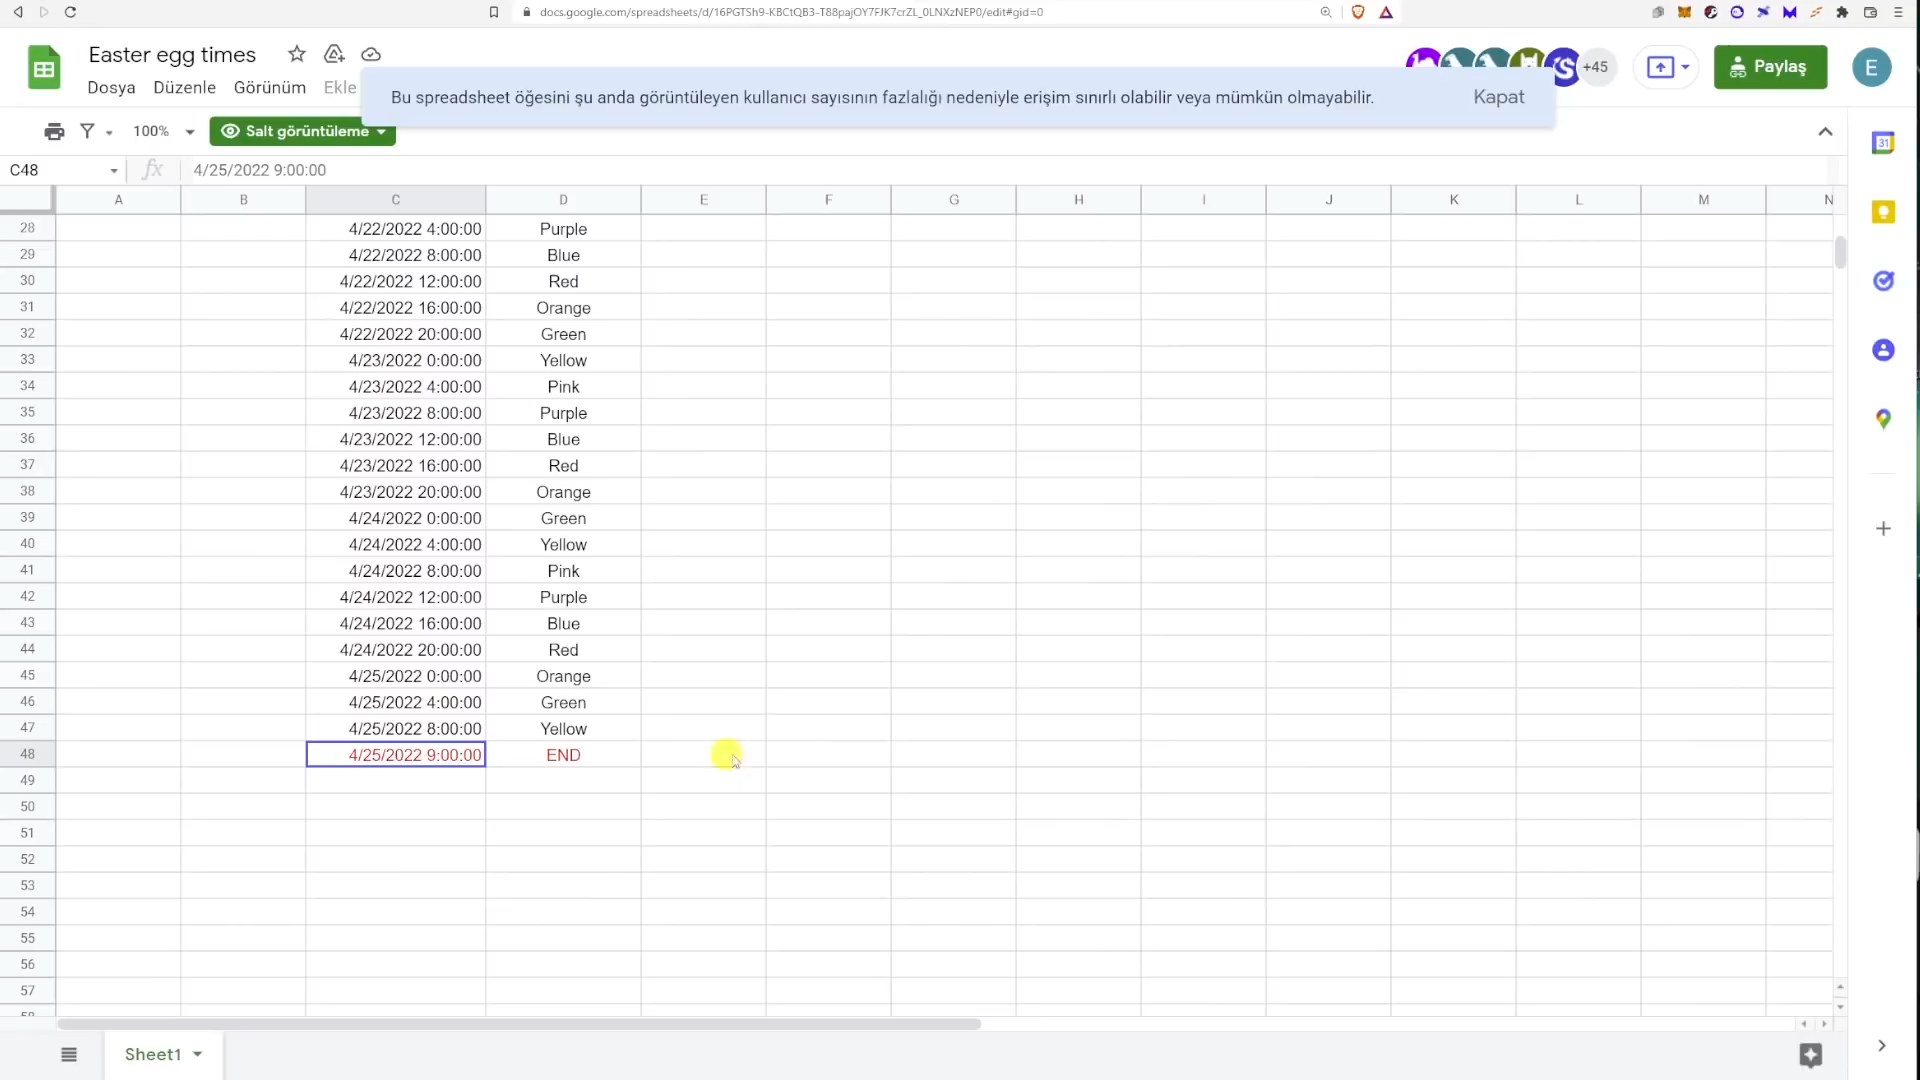 docs.google.com/spreadsheets/d/16PGTSh9-KBCtQB3-T88pajOY7FJK7crZL_0LNXzNEP0/edit#gid=0
Easter egg times
Dosya Düzenle Görünüm Ekle
+45
Paylaş
E
Bu spreadsheet öğesini şu anda görüntüleyen kullanıcı sayısının fazlalığı nedeniyle erişim sınırlı olabilir veya mümkün olmayabilir. Kapat
100% Salt görüntüleme
31
C48 fx 4/25/2022 9:00:00
A B C D E F G H I J K L M N
28 4/22/2022 4:00:00 Purple
29 4/22/2022 8:00:00 Blue
30 4/22/2022 12:00:00 Red
31 4/22/2022 16:00:00 Orange
32 4/22/2022 20:00:00 Green
33 4/23/2022 0:00:00 Yellow
34 4/23/2022 4:00:00 Pink
35 4/23/2022 8:00:00 Purple
36 4/23/2022 12:00:00 Blue
37 4/23/2022 16:00:00 Red
38 4/23/2022 20:00:00 Orange
39 4/24/2022 0:00:00 Green
40 4/24/2022 4:00:00 Yellow
41 4/24/2022 8:00:00 Pink
42 4/24/2022 12:00:00 Purple
43 4/24/2022 16:00:00 Blue
44 4/24/2022 20:00:00 Red
45 4/25/2022 0:00:00 Orange
46 4/25/2022 4:00:00 Green
47 4/25/2022 8:00:00 Yellow
48 4/25/2022 9:00:00 END
49
50
51
52
53
54
55
56
57
Sheet1